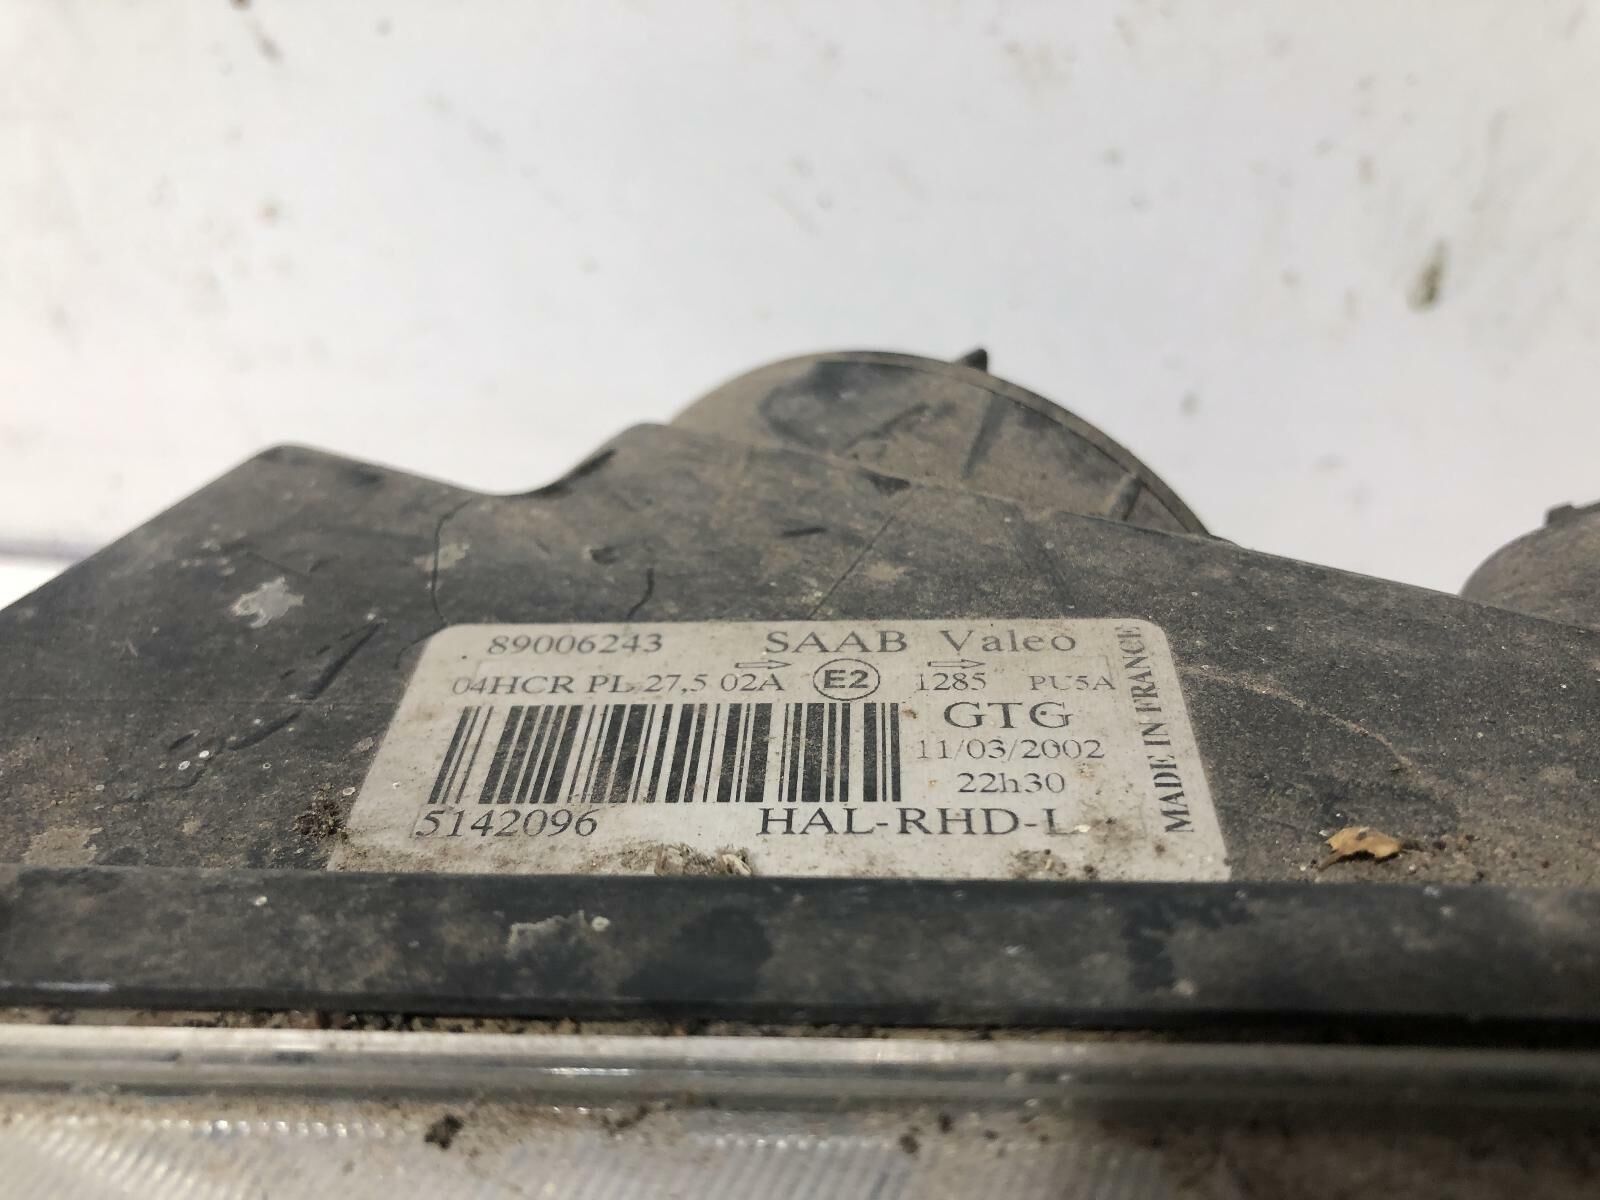 89006243 SAAB Valeo
04HCR PL 27,5 02A E2 1285 PU5A
GTG
11/03/2002
22h30
5142096 HAL-RHD-L
MADE IN FRANCE